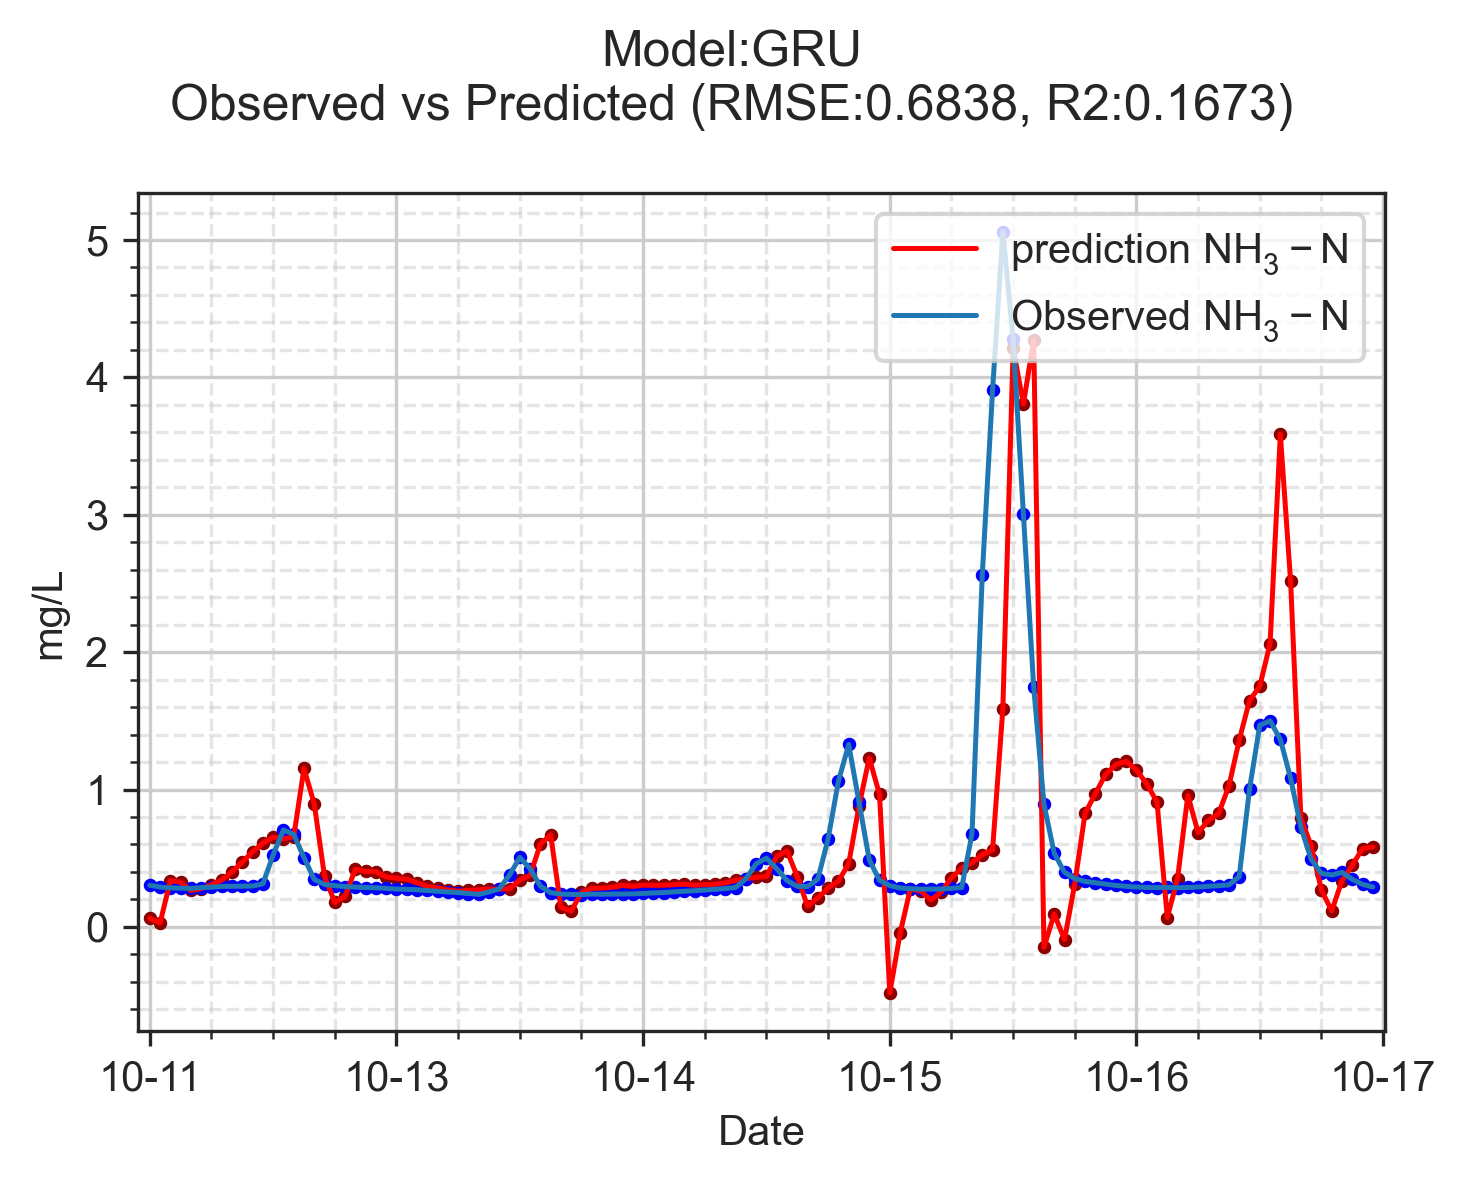 Model:GRU
Observed vs Predicted (RMSE:0.6838, R2:0.1673)
prediction NH₃ − N
Observed NH₃ − N
5
4
3
2
1
0
mg/L
10-11 10-13 10-14 10-15 10-16 10-17
Date